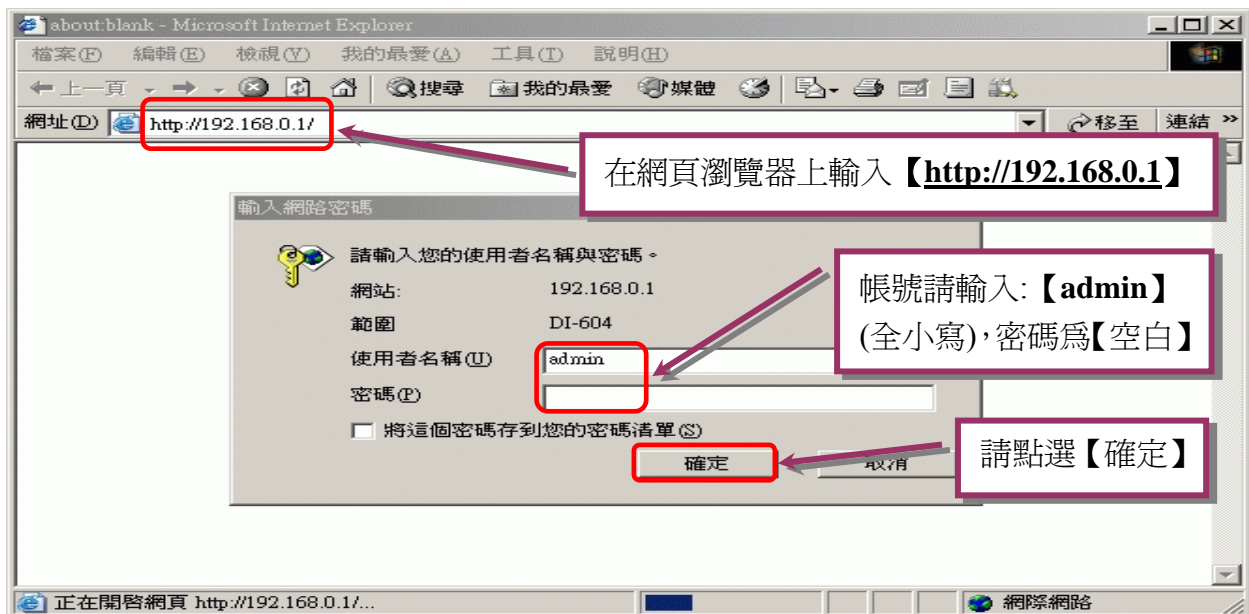 about:blank - Microsoft Internet Explorer
檔案(F) 編輯(E) 檢視(V) 我的最愛(A) 工具(T) 說明(H)
上一頁 搜尋 我的最愛 媒體
網址(D) http://192.168.0.1/ 移至 連結 »
在網頁瀏覽器上輸入【http://192.168.0.1】
輸入網路密碼
請輸入您的使用者名稱與密碼。
網站: 192.168.0.1
範圍 DI-604
使用者名稱(U) admin
密碼(P)
帳號請輸入:【admin】
(全小寫),密碼為【空白】
將這個密碼存到您的密碼清單(S)
確定 取消
請點選【確定】
正在開啓網頁 http://192.168.0.1/... 網際網路